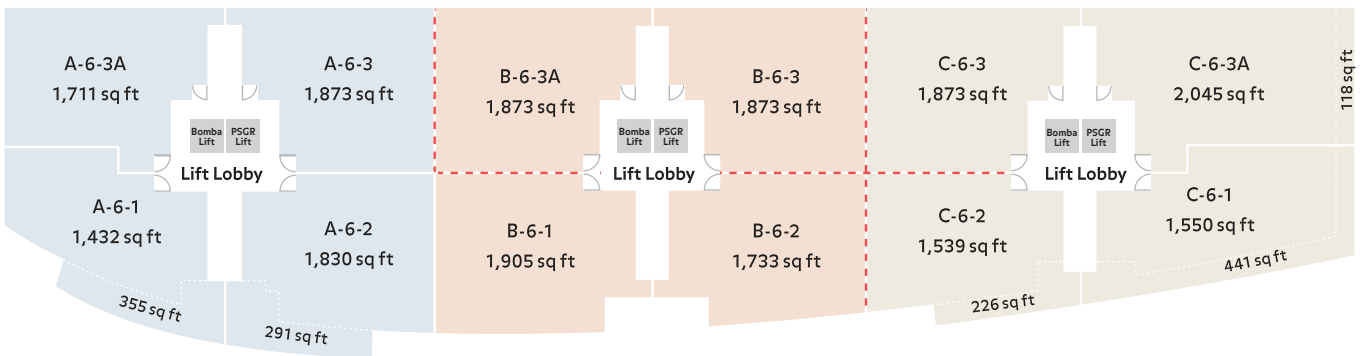 A-6-3A
1,711 sq ft
A-6-3
1,873 sq ft
Bomba
Lift
PSGR
Lift
Lift Lobby
A-6-1
1,432 sq ft
A-6-2
1,830 sq ft
355 sq ft
291 sq ft
B-6-3A
1,873 sq ft
B-6-3
1,873 sq ft
Bomba
Lift
PSGR
Lift
Lift Lobby
B-6-1
1,905 sq ft
B-6-2
1,733 sq ft
C-6-3
1,873 sq ft
C-6-3A
2,045 sq ft
118 sq ft
Bomba
Lift
PSGR
Lift
Lift Lobby
C-6-2
1,539 sq ft
C-6-1
1,550 sq ft
226 sq ft
441 sq ft